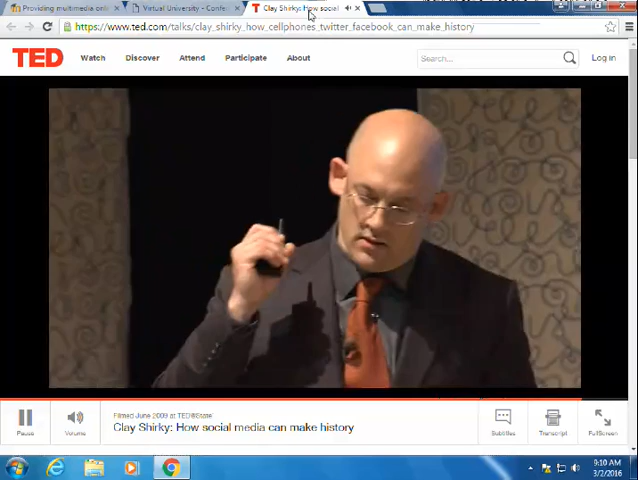 Providing multimedia onlin
Virtual University - Confe
Clay Shirky: How social
https://www.ted.com/talks/clay_shirky_how_cellphones_twitter_facebook_can_make_history
TED
Watch
Discover
Attend
Participate
About
Search...
Log in
Pause
Volume
Filmed June 2009 at TED@State
Clay Shirky: How social media can make history
Subtitles
Transcript
FullScreen
9:10 AM
3/2/2016